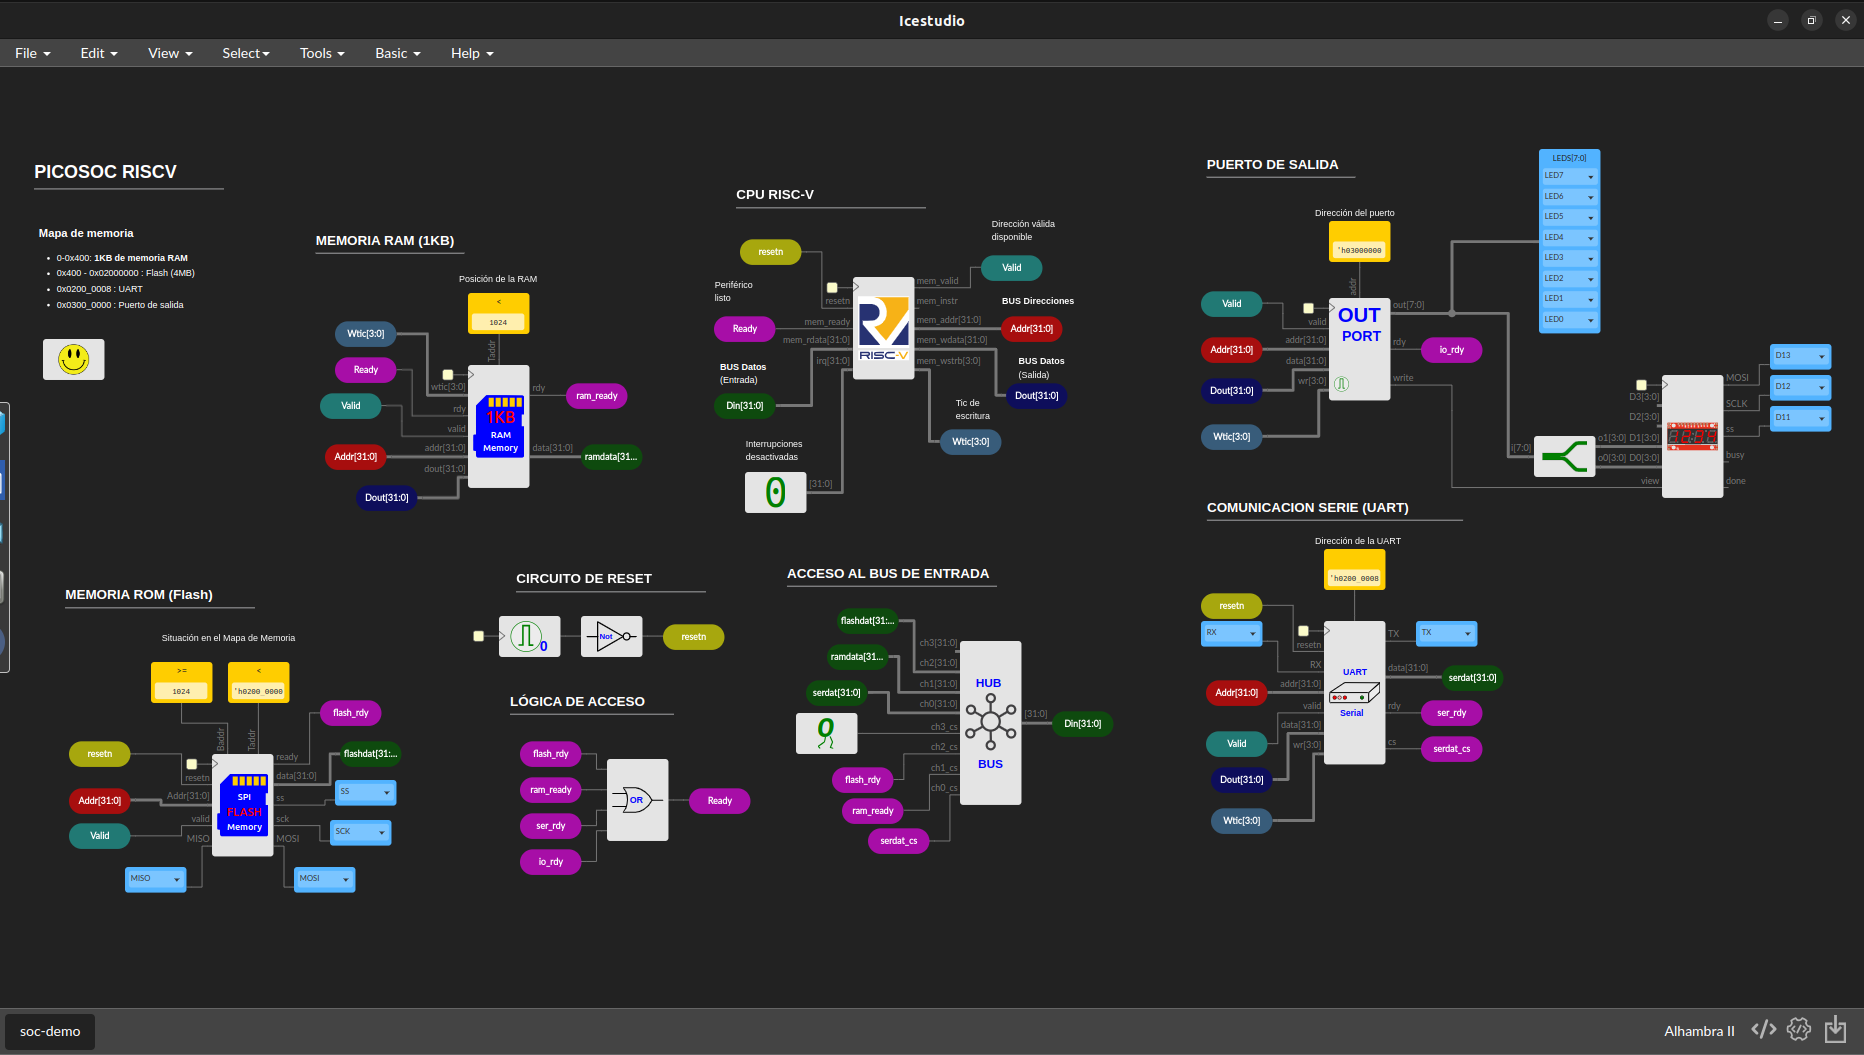 Icestudio
File Edit View Select Tools Basic Help
PICOSOC RISCV
Mapa de memoria
0-0x400: 1KB de memoria RAM
0x400 - 0x02000000 : Flash (4MB)
0x0200_0008 : UART
0x0300_0000 : Puerto de salida
MEMORIA RAM (1KB)
Posición de la RAM
<
1024
Taddr
Wtic[3:0]
Ready
Valid
Addr[31:0]
Dout[31:0]
wtic[3:0]
rdy
valid
addr[31:0]
dout[31:0]
1KB
RAM
Memory
rdy
data[31:0]
ram_ready
ramdata[31...
CPU RISC-V
resetn
Periférico
listo
Ready
BUS Datos
(Entrada)
Din[31:0]
Interrupciones
desactivadas
0
[31:0]
resetn
mem_ready
mem_rdata[31:0]
irq[31:0]
RISC-V
mem_valid
mem_instr
mem_addr[31:0]
mem_wdata[31:0]
mem_wstrb[3:0]
Dirección válida
disponible
Valid
BUS Direcciones
Addr[31:0]
BUS Datos
(Salida)
Dout[31:0]
Tic de
escritura
Wtic[3:0]
PUERTO DE SALIDA
Dirección del puerto
'h03000000
addr
Valid
Addr[31:0]
Dout[31:0]
Wtic[3:0]
valid
addr[31:0]
data[31:0]
wr[3:0]
OUT
PORT
out[7:0]
rdy
write
io_rdy
LEDS[7:0]
LED7
LED6
LED5
LED4
LED3
LED2
LED1
LED0
i[7:0]
o1[3:0]
o0[3:0]
D3[3:0]
D2[3:0]
D1[3:0]
D0[3:0]
view
MOSI
SCLK
ss
busy
done
D13
D12
D11
MEMORIA ROM (Flash)
Situación en el Mapa de Memoria
>=
1024
<
'h0200_0000
Baddr
Taddr
resetn
Addr[31:0]
Valid
MISO
resetn
Addr[31:0]
valid
MISO
SPI
FLASH
Memory
ready
data[31:0]
ss
sck
MOSI
flash_rdy
flashdat[31:...
SS
SCK
MOSI
CIRCUITO DE RESET
0
Not
resetn
LÓGICA DE ACCESO
flash_rdy
ram_ready
ser_rdy
io_rdy
OR
Ready
ACCESO AL BUS DE ENTRADA
flashdat[31:...
ramdata[31...
serdat[31:0]
0
flash_rdy
ram_ready
serdat_cs
ch3[31:0]
ch2[31:0]
ch1[31:0]
ch0[31:0]
ch3_cs
ch2_cs
ch1_cs
ch0_cs
HUB
BUS
[31:0]
Din[31:0]
COMUNICACION SERIE (UART)
Dirección de la UART
'h0200_0008
resetn
RX
Addr[31:0]
Valid
Dout[31:0]
Wtic[3:0]
resetn
RX
addr[31:0]
valid
data[31:0]
wr[3:0]
UART
Serial
TX
data[31:0]
rdy
cs
TX
serdat[31:0]
ser_rdy
serdat_cs
soc-demo
Alhambra II